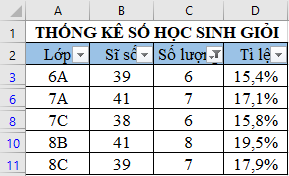 A B C D
1 THỐNG KÊ SỐ HỌC SINH GIỎI
2 Lớp Sĩ số Số lượng Tỉ lệ
3 6A 39 6 15,4%
6 7A 41 7 17,1%
8 7C 38 6 15,8%
10 8B 41 8 19,5%
11 8C 39 7 17,9%